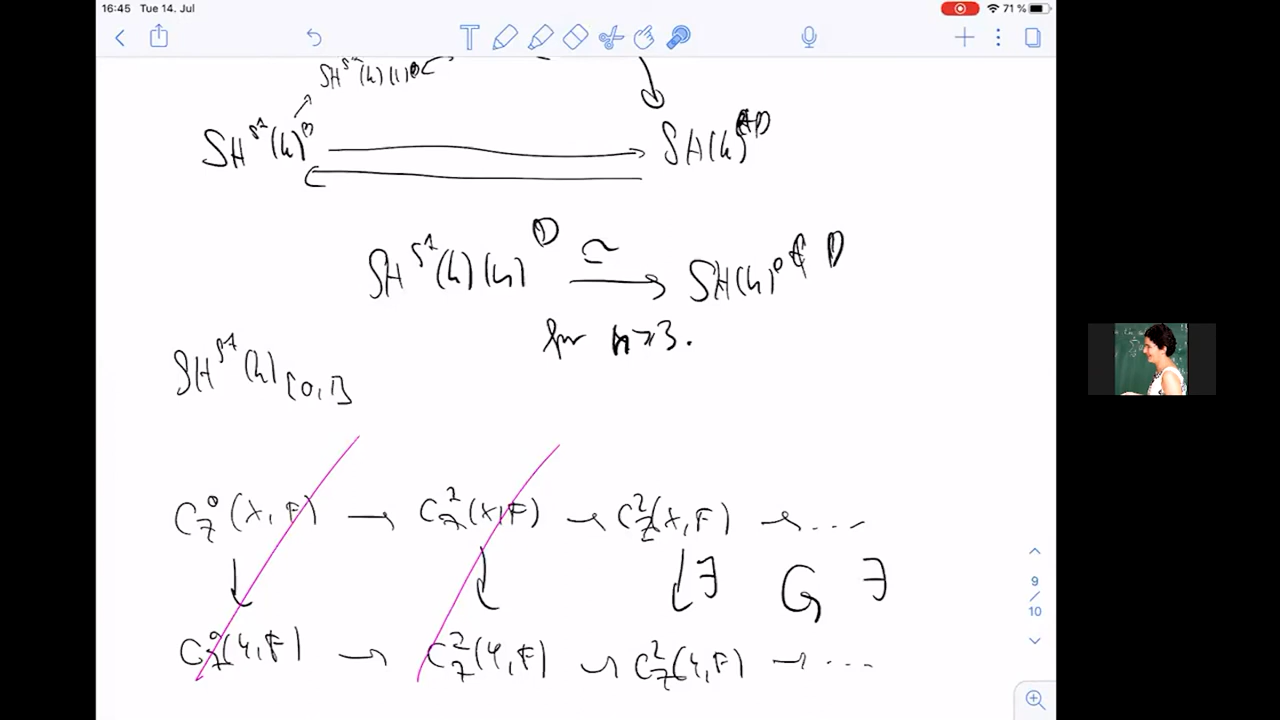 16:45 Tue 14. Jul 71 %
SH^{S^1}(k)(1)
SH^{S^1}(k)^♡ SH(k)^{eff ♡}
SH^{S^1}(k)(n)^♡ ≃ SH(k)^{eff ♡}
for n≥3.
SH^{S^1}(k)_{[0,1]}
C^0_Z(X,F) → C^1_Z(X,F) → C^2_Z(X,F) → ...
∃ ∃
C^0_Z(Y,F) → C^1_Z(Y,F) → C^2_Z(Y,F) → ...
9
/
10